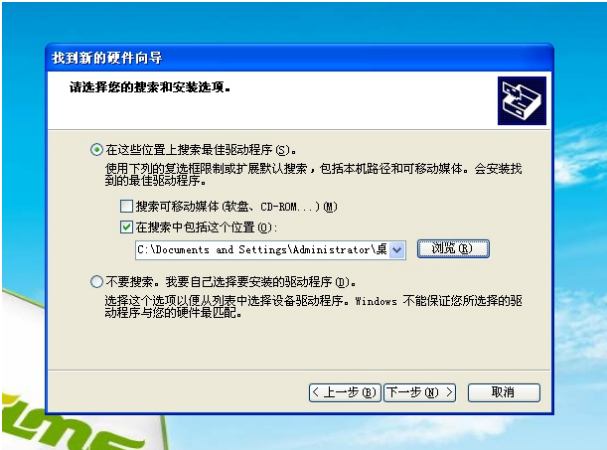 找到新的硬件向导
请选择您的搜索和安装选项。
在这些位置上搜索最佳驱动程序(S)。
使用下列的复选框限制或扩展默认搜索，包括本机路径和可移动媒体。会安装找
到的最佳驱动程序。
搜索可移动媒体(软盘、CD-ROM...)(M)
在搜索中包括这个位置(O):
C:\Documents and Settings\Administrator\桌
浏览(R)
不要搜索。我要自己选择要安装的驱动程序(D)。
选择这个选项以便从列表中选择设备驱动程序。Windows 不能保证您所选择的驱
动程序与您的硬件最匹配。
< 上一步(B) 下一步(N) > 取消